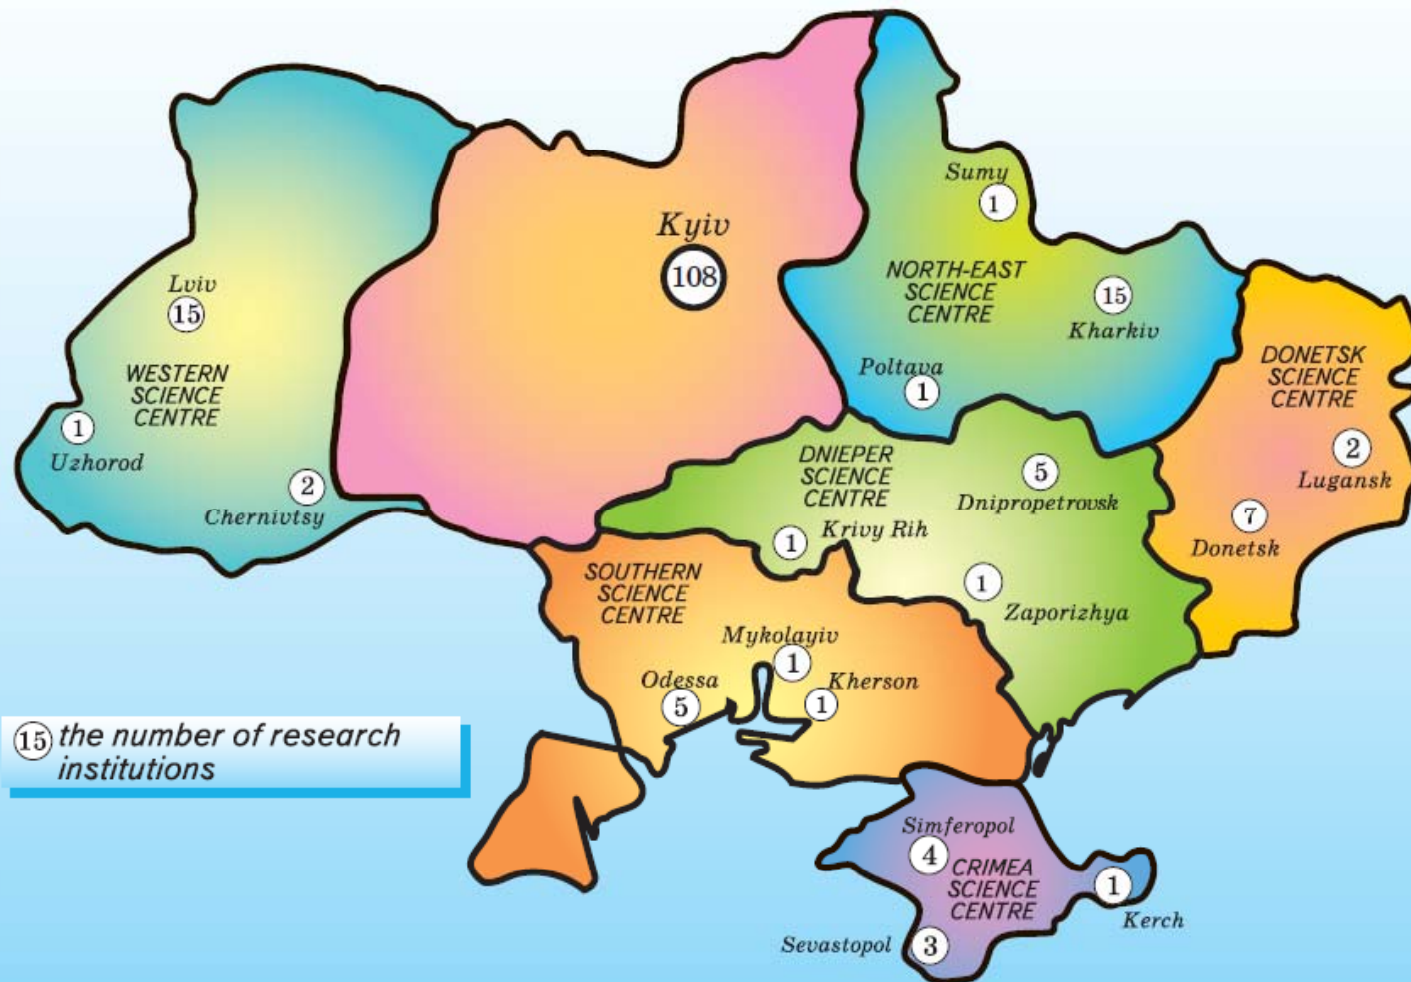 Kyiv
108
Lviv
15
WESTERN
SCIENCE
CENTRE
1
Uzhorod
2
Chernivtsy
Sumy
1
NORTH-EAST
SCIENCE
CENTRE
15
Kharkiv
Poltava
1
DONETSK
SCIENCE
CENTRE
2
Lugansk
7
Donetsk
DNIEPER
SCIENCE
CENTRE
5
Dnipropetrovsk
1
Krivy Rih
1
Zaporizhya
SOUTHERN
SCIENCE
CENTRE
Mykolayiv
1
Odessa
5
Kherson
1
15 the number of research
institutions
Simferopol
4
CRIMEA
SCIENCE
CENTRE
1
Kerch
Sevastopol
3